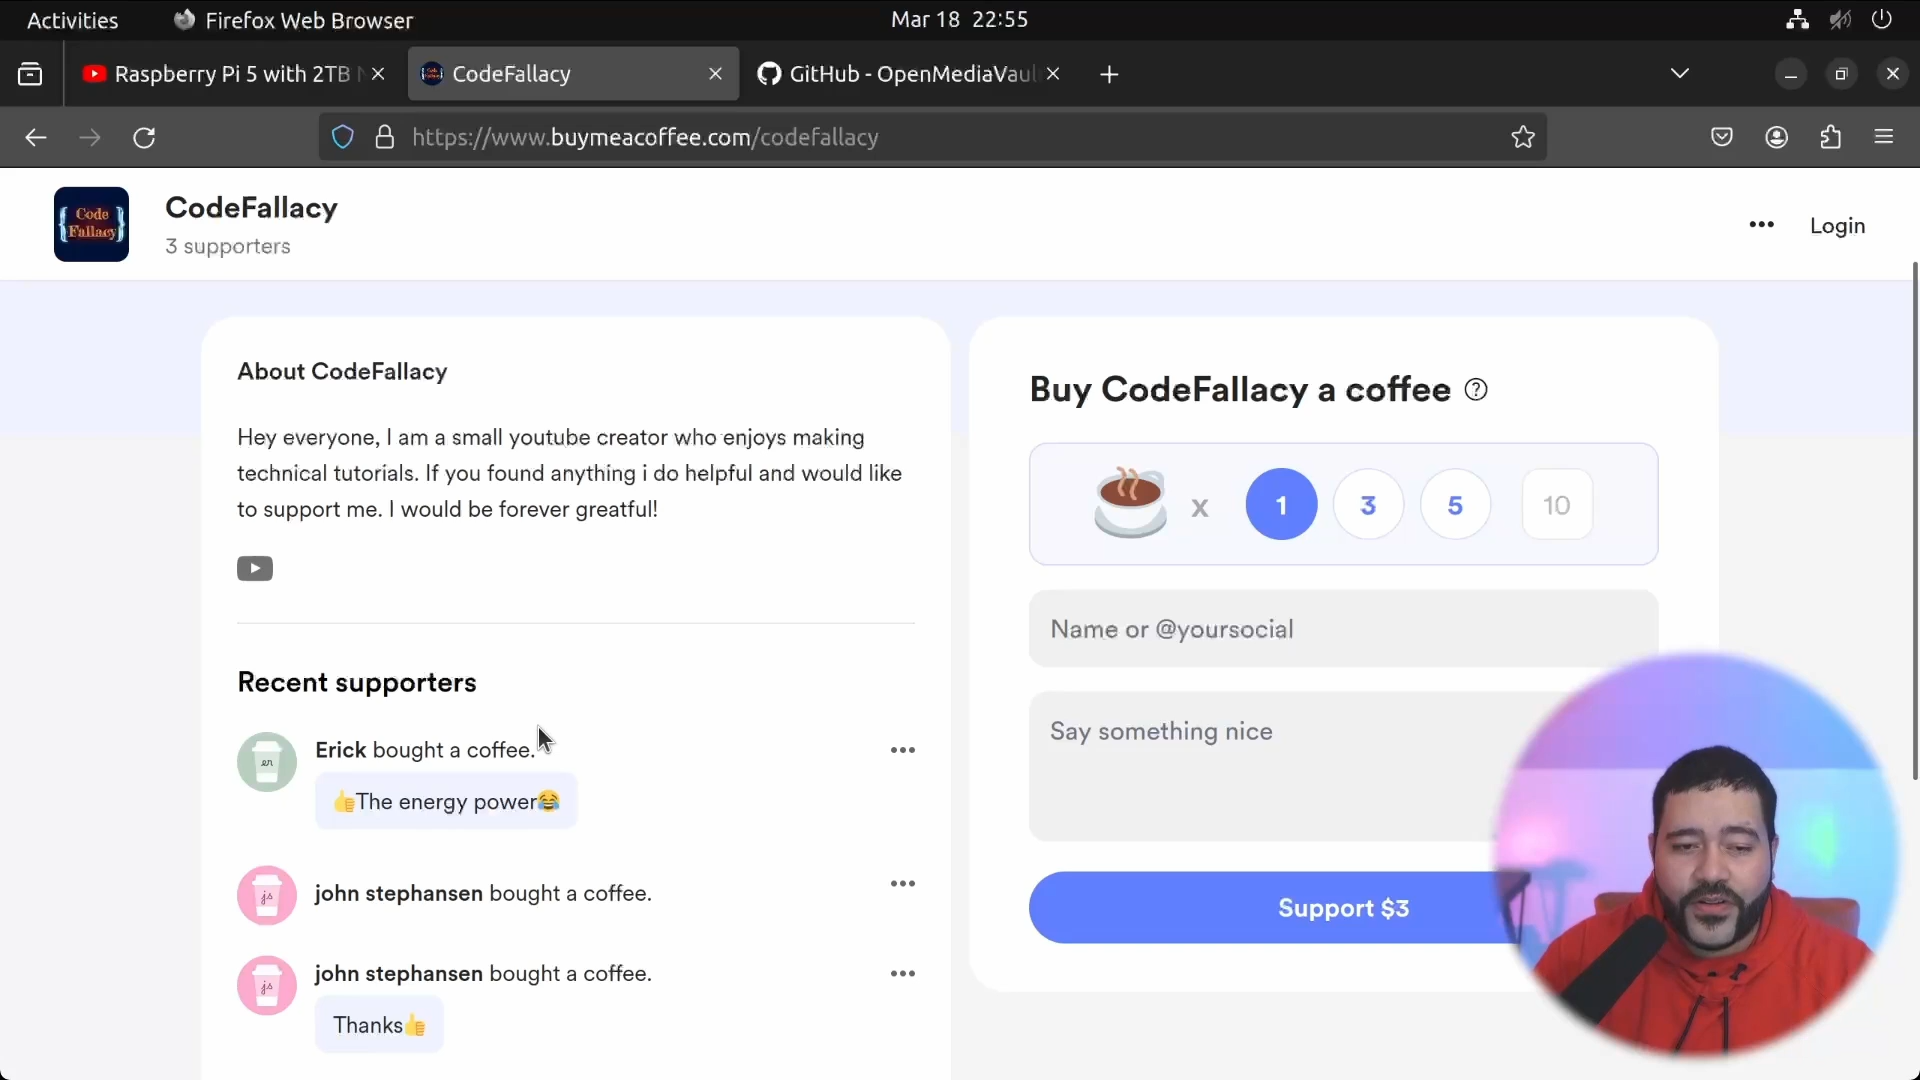 Activities
Firefox Web Browser
Mar 18 22:55
Raspberry Pi 5 with 2TB
CodeFallacy
GitHub - OpenMediaVaul
https://www.buymeacoffee.com/codefallacy
Code
Fallacy
CodeFallacy
3 supporters
Login
About CodeFallacy
Hey everyone, I am a small youtube creator who enjoys making
technical tutorials. If you found anything i do helpful and would like
to support me. I would be forever greatful!
Recent supporters
er
Erick bought a coffee.
👍The energy power😂
js
john stephansen bought a coffee.
js
john stephansen bought a coffee.
Thanks👍
Buy CodeFallacy a coffee
x 1 3 5 10
Name or @yoursocial
Say something nice
Support $3